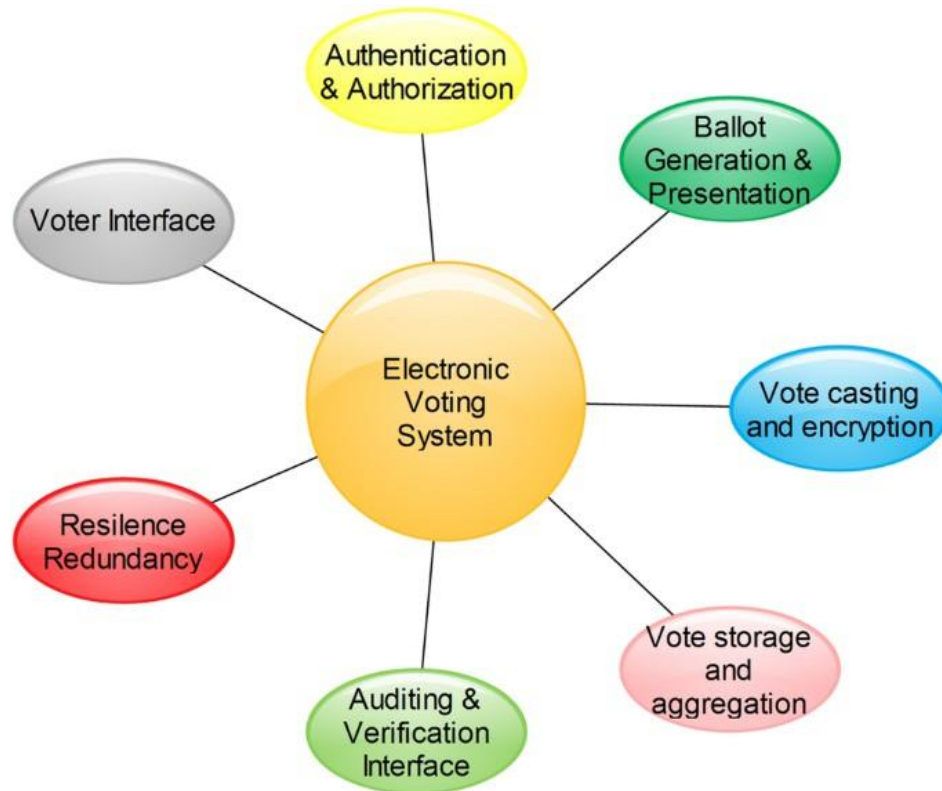 Authentication
& Authorization
Ballot
Generation &
Presentation
Voter Interface
Electronic
Voting
System
Vote casting
and encryption
Resilence
Redundancy
Vote storage
and
aggregation
Auditing &
Verification
Interface